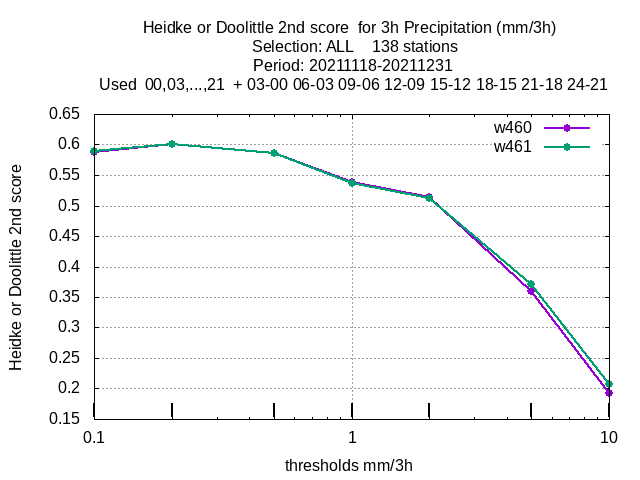 Heidke or Doolittle 2nd score  for 3h Precipitation (mm/3h)
Selection: ALL    138 stations
Period: 20211118-20211231
Used  00,03,...,21  + 03-00 06-03 09-06 12-09 15-12 18-15 21-18 24-21
w460
w461
0.65
0.6
0.55
0.5
0.45
0.4
0.35
0.3
0.25
0.2
0.15
Heidke or Doolittle 2nd score
0.1 1 10
thresholds mm/3h